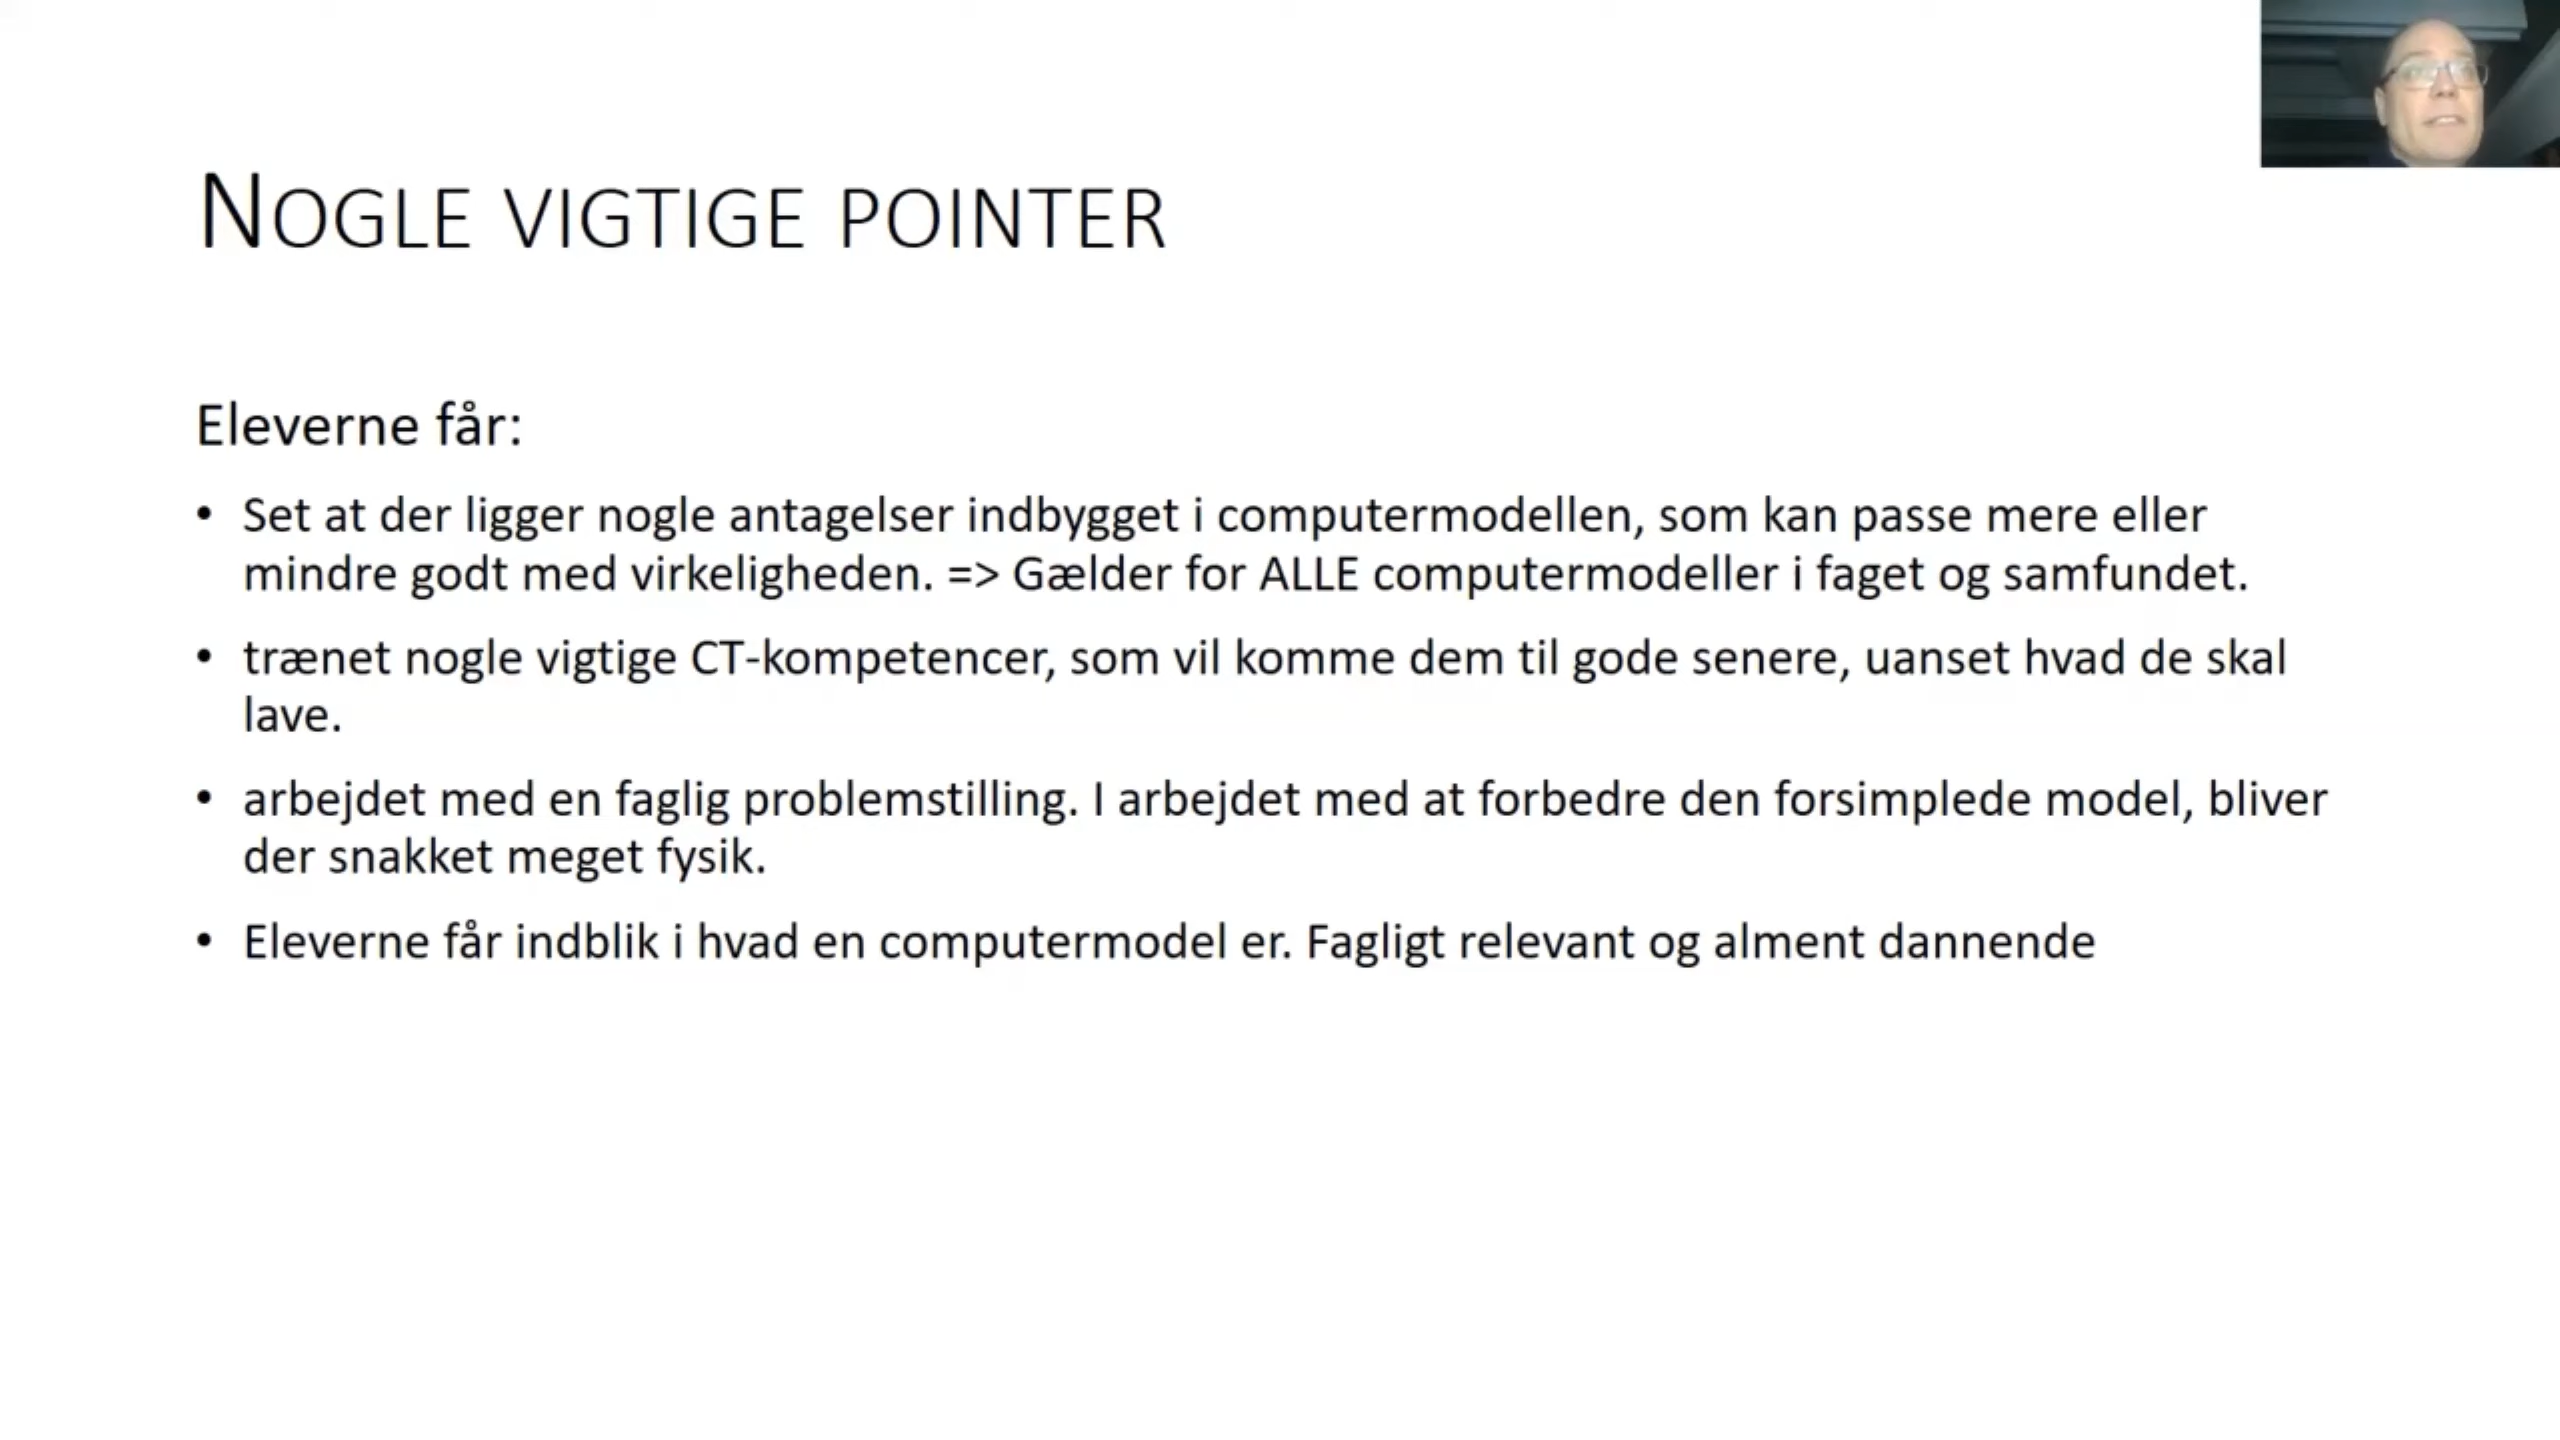 NOGLE VIGTIGE POINTER
Eleverne får:
• Set at der ligger nogle antagelser indbygget i computermodellen, som kan passe mere eller
mindre godt med virkeligheden. => Gælder for ALLE computermodeller i faget og samfundet.
• trænet nogle vigtige CT-kompetencer, som vil komme dem til gode senere, uanset hvad de skal
lave.
• arbejdet med en faglig problemstilling. I arbejdet med at forbedre den forsimplede model, bliver
der snakket meget fysik.
• Eleverne får indblik i hvad en computermodel er. Fagligt relevant og alment dannende